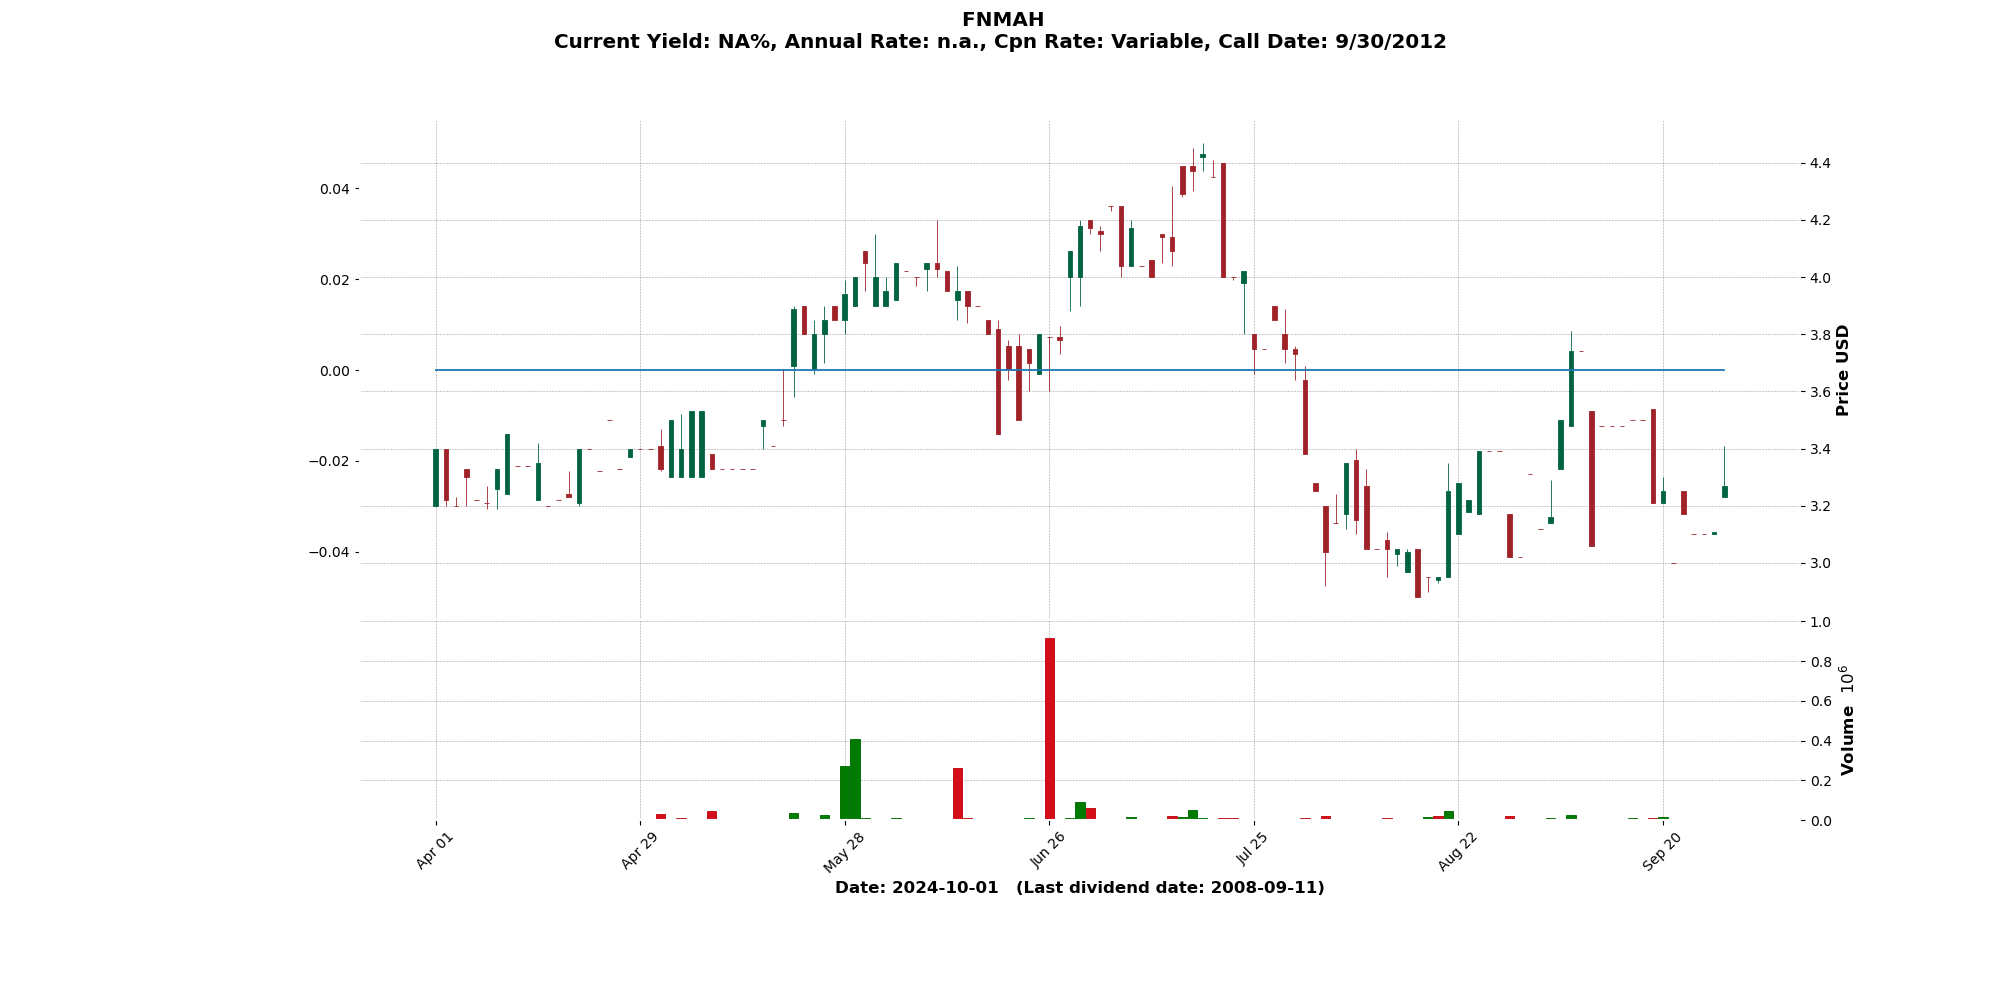 FNMAH
Current Yield: NA%, Annual Rate: n.a., Cpn Rate: Variable, Call Date: 9/30/2012
0.04
0.02
0.00
−0.02
−0.04
4.4
4.2
4.0
3.8
3.6
3.4
3.2
3.0
Price USD
1.0
0.8
0.6
0.4
0.2
0.0
Volume 10^6
Apr 01
Apr 29
May 28
Jun 26
Jul 25
Aug 22
Sep 20
Date: 2024-10-01 (Last dividend date: 2008-09-11)